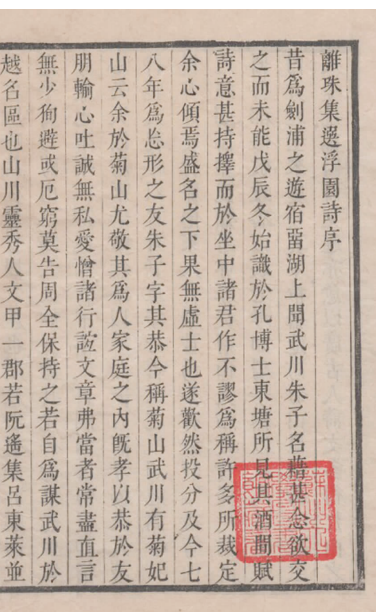 離珠集選浮園詩序
昔爲劍浦之遊宿留湖上聞武川朱子名籍甚念欲交
之而未能戊辰冬始識於孔博士東塘所見其酒間賦
詩意甚持擇而於坐中諸君作不謬爲稱許多所裁定
余心傾焉盛名之下果無虛士也遂歡然投分及今七
八年爲忘形之友朱子字其恭今稱菊山武川有菊妃
山云余於菊山尤敬其爲人家庭之內既孝以恭於友
朋輸心吐誠無私愛憎諸行誼文章弗當者常盡直言
無少狥避或厄窮莫告周全保持之若自爲謀武川於
越名區也山川靈秀人文甲一郡若阮遙集呂東萊並